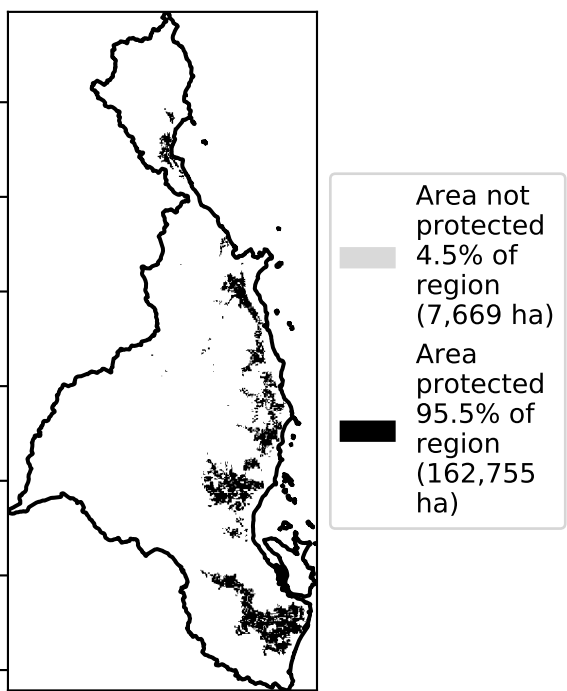 Area not
protected
4.5% of
region
(7,669 ha)
Area
protected
95.5% of
region
(162,755
ha)